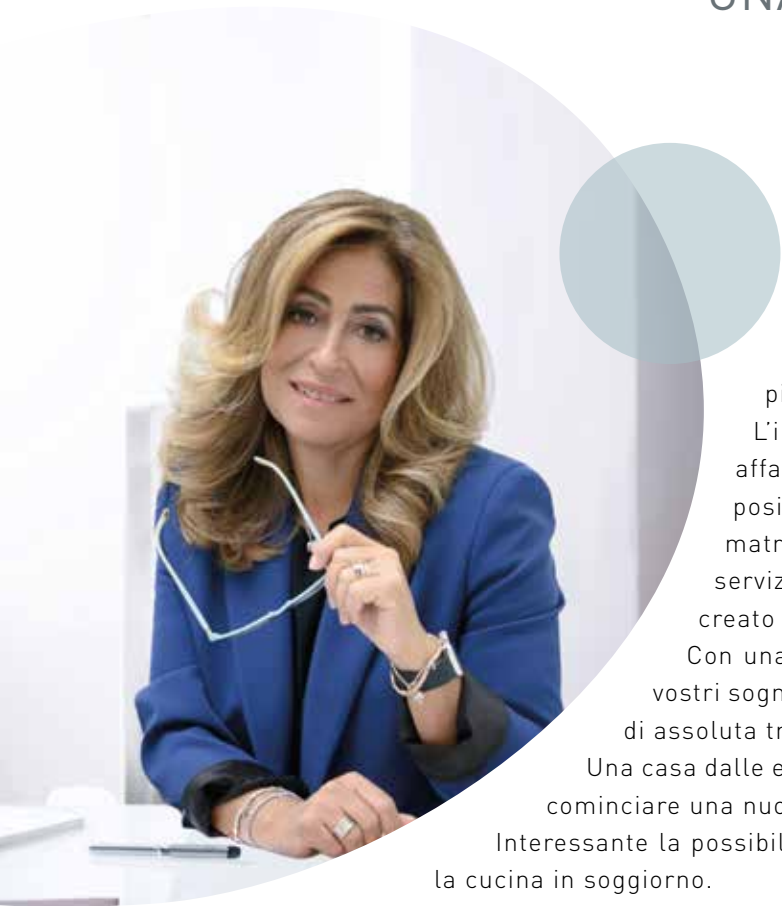 UNA
pi
L'i
affa
posi
matr
serviz
creato
Con una
vostri sogn
di assoluta tr
Una casa dalle e
cominciare una nuo
Interessante la possibil
la cucina in soggiorno.